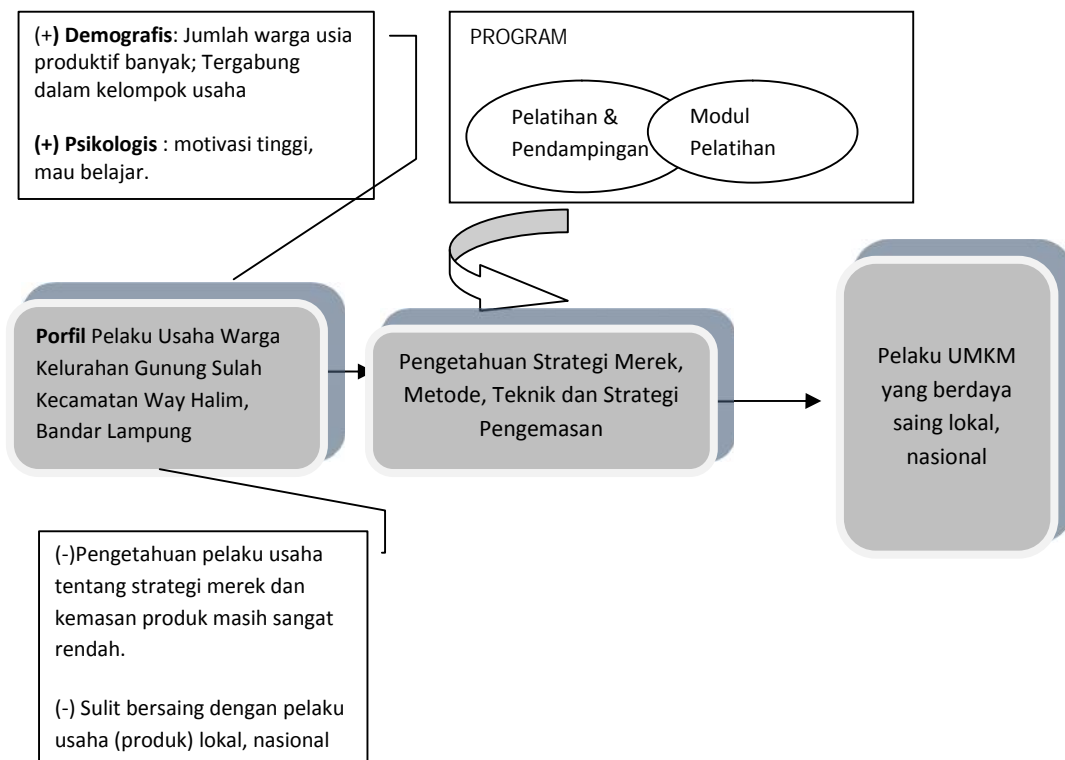 (+) Demografis: Jumlah warga usia
produktif banyak; Tergabung
dalam kelompok usaha
(+) Psikologis : motivasi tinggi,
mau belajar.
PROGRAM
Pelatihan &
Pendampingan
Modul
Pelatihan
Porfil Pelaku Usaha Warga
Kelurahan Gunung Sulah
Kecamatan Way Halim,
Bandar Lampung
Pengetahuan Strategi Merek,
Metode, Teknik dan Strategi
Pengemasan
Pelaku UMKM
yang berdaya
saing lokal,
nasional
(-)Pengetahuan pelaku usaha
tentang strategi merek dan
kemasan produk masih sangat
rendah.
(-) Sulit bersaing dengan pelaku
usaha (produk) lokal, nasional